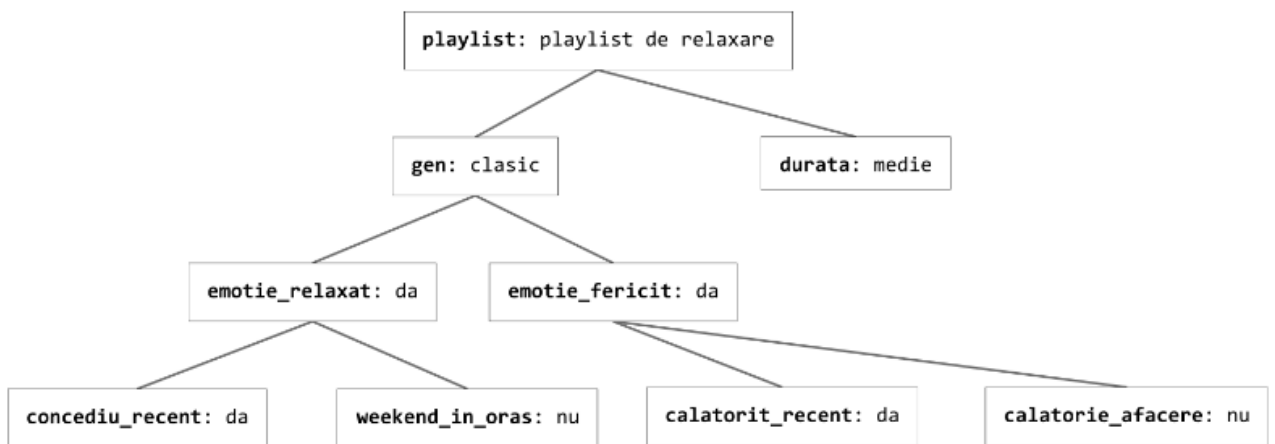 playlist: playlist de relaxare
gen: clasic
durata: medie
emotie_relaxat: da
emotie_fericit: da
concediu_recent: da
weekend_in_oras: nu
calatorit_recent: da
calatorie_afacere: nu